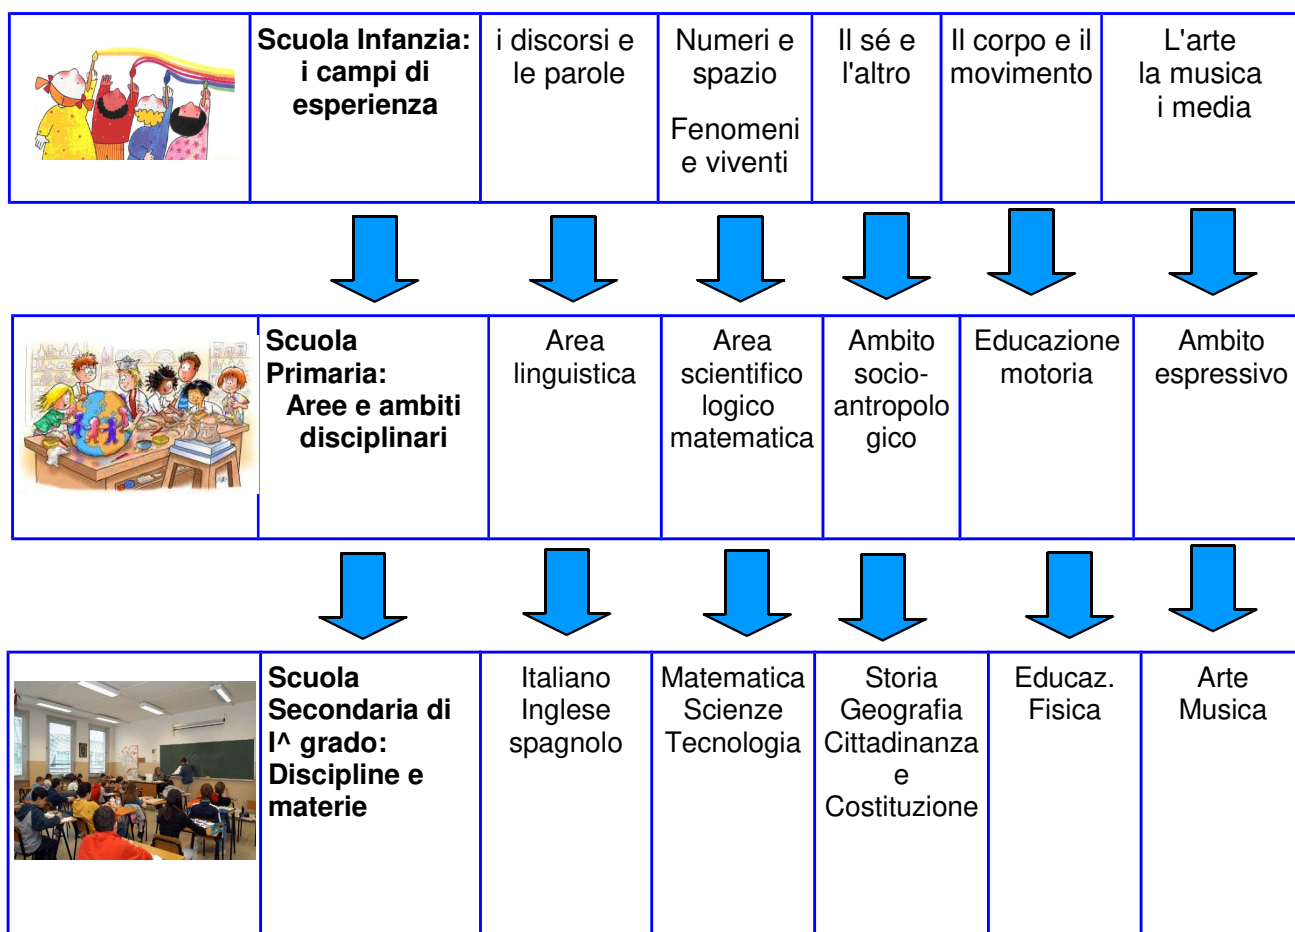 Scuola Infanzia:
i campi di
esperienza
i discorsi e
le parole
Numeri e
spazio
Fenomeni
e viventi
Il sé e
l'altro
Il corpo e il
movimento
L'arte
la musica
i media
Scuola
Primaria:
Aree e ambiti
disciplinari
Area
linguistica
Area
scientifico
logico
matematica
Ambito
socio-
antropolo
gico
Educazione
motoria
Ambito
espressivo
Scuola
Secondaria di
I^ grado:
Discipline e
materie
Italiano
Inglese
spagnolo
Matematica
Scienze
Tecnologia
Storia
Geografia
Cittadinanza
e
Costituzione
Educaz.
Fisica
Arte
Musica